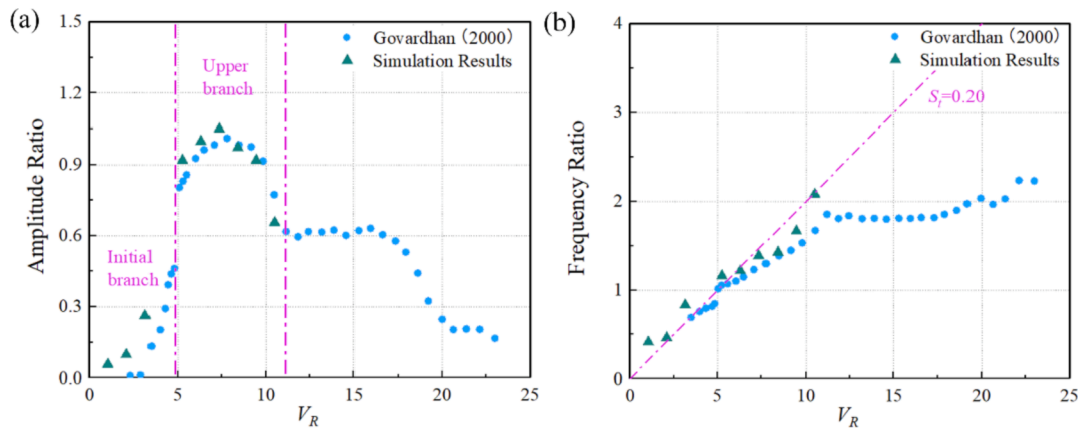 (a)
Amplitude Ratio
1.5
1.2
0.9
0.6
0.3
0.0
0
5
10
15
20
25
V_R
Govardhan（2000）
Simulation Results
Upper
branch
Initial
branch
(b)
Frequency Ratio
4
3
2
1
0
0
5
10
15
20
25
V_R
Govardhan（2000）
Simulation Results
S_t=0.20